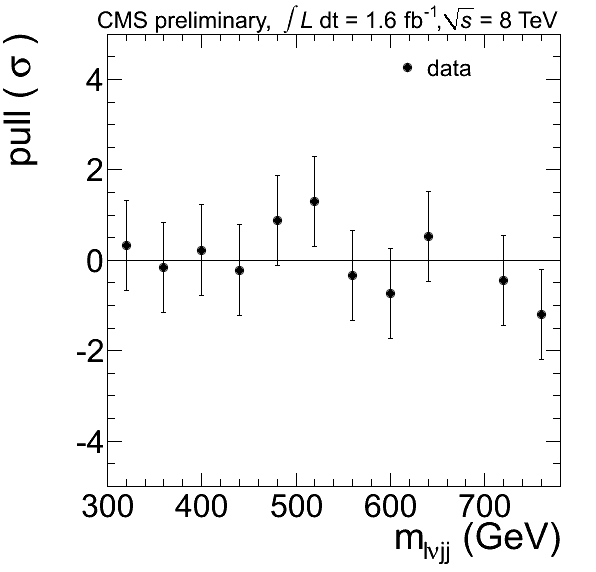 CMS preliminary, ∫ L dt = 1.6 fb⁻¹,√s = 8 TeV
pull ( σ )
data
4
2
0
-2
-4
300 400 500 600 700
m_lνjj (GeV)